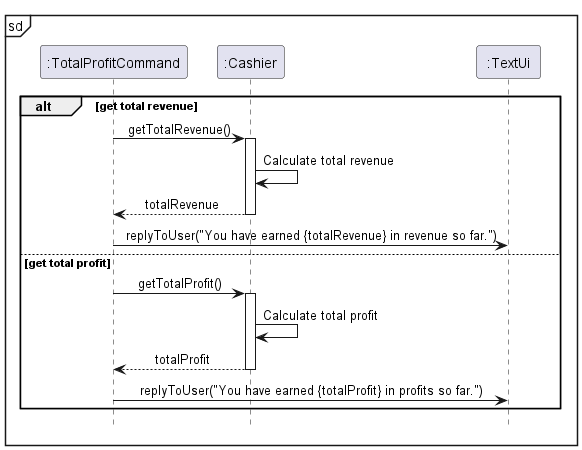 sd
:TotalProfitCommand :Cashier :TextUi
alt [get total revenue]
getTotalRevenue()
Calculate total revenue
totalRevenue
replyToUser("You have earned {totalRevenue} in revenue so far.")
[get total profit]
getTotalProfit()
Calculate total profit
totalProfit
replyToUser("You have earned {totalProfit} in profits so far.")